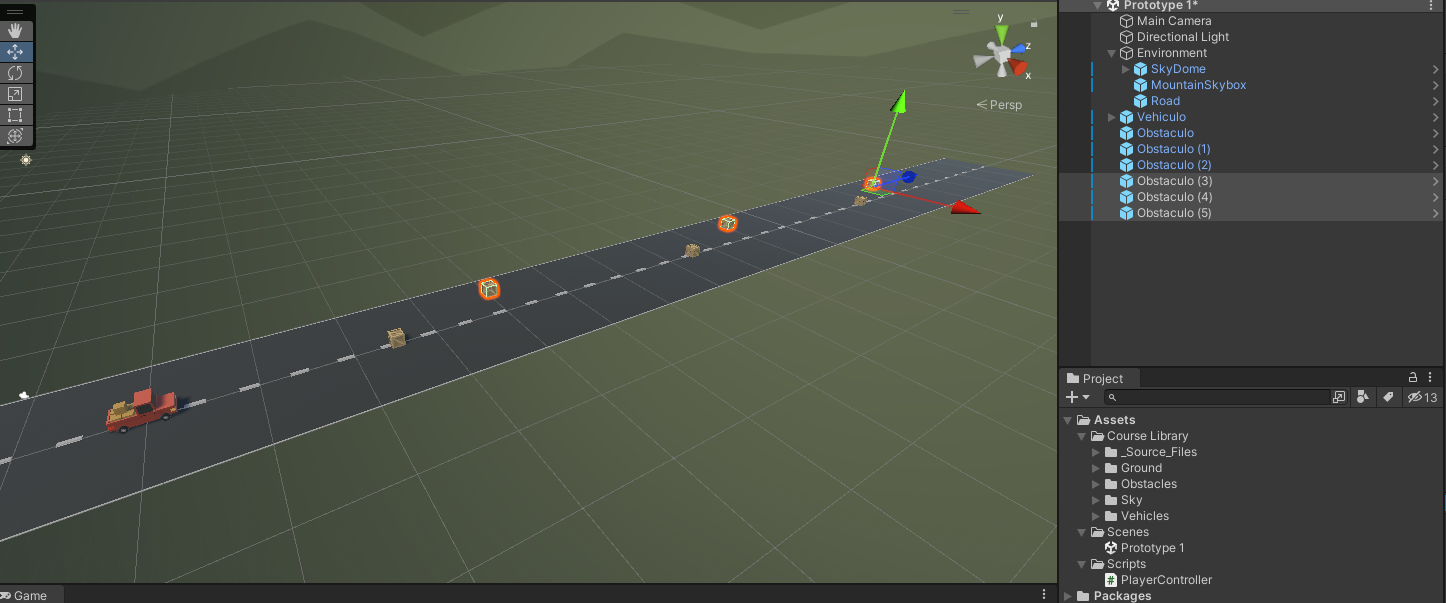 y
z
x
Persp
Game
Prototype 1*
Main Camera
Directional Light
Environment
SkyDome
MountainSkybox
Road
Vehiculo
Obstaculo
Obstaculo (1)
Obstaculo (2)
Obstaculo (3)
Obstaculo (4)
Obstaculo (5)
Project
13
Assets
Course Library
_Source_Files
Ground
Obstacles
Sky
Vehicles
Scenes
Prototype 1
Scripts
# PlayerController
Packages